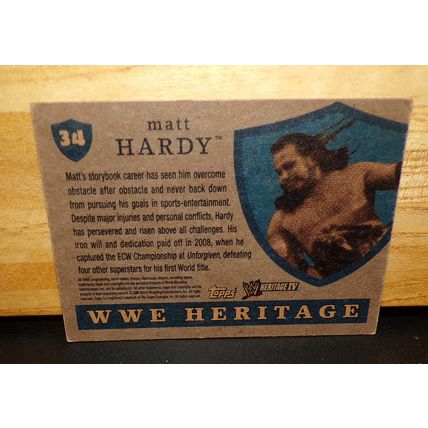 34
matt
HARDY™
Matt's storybook career has seen him overcome
obstacle after obstacle and never back down
from pursuing his goals in sports-entertainment.
Despite major injuries and personal conflicts, Hardy
has persevered and risen above all challenges. His
iron will and dedication paid off in 2008, when he
captured the ECW Championship at Unforgiven, defeating
four other superstars for his first World title.
Topps W HERITAGE IV
WWE HERITAGE